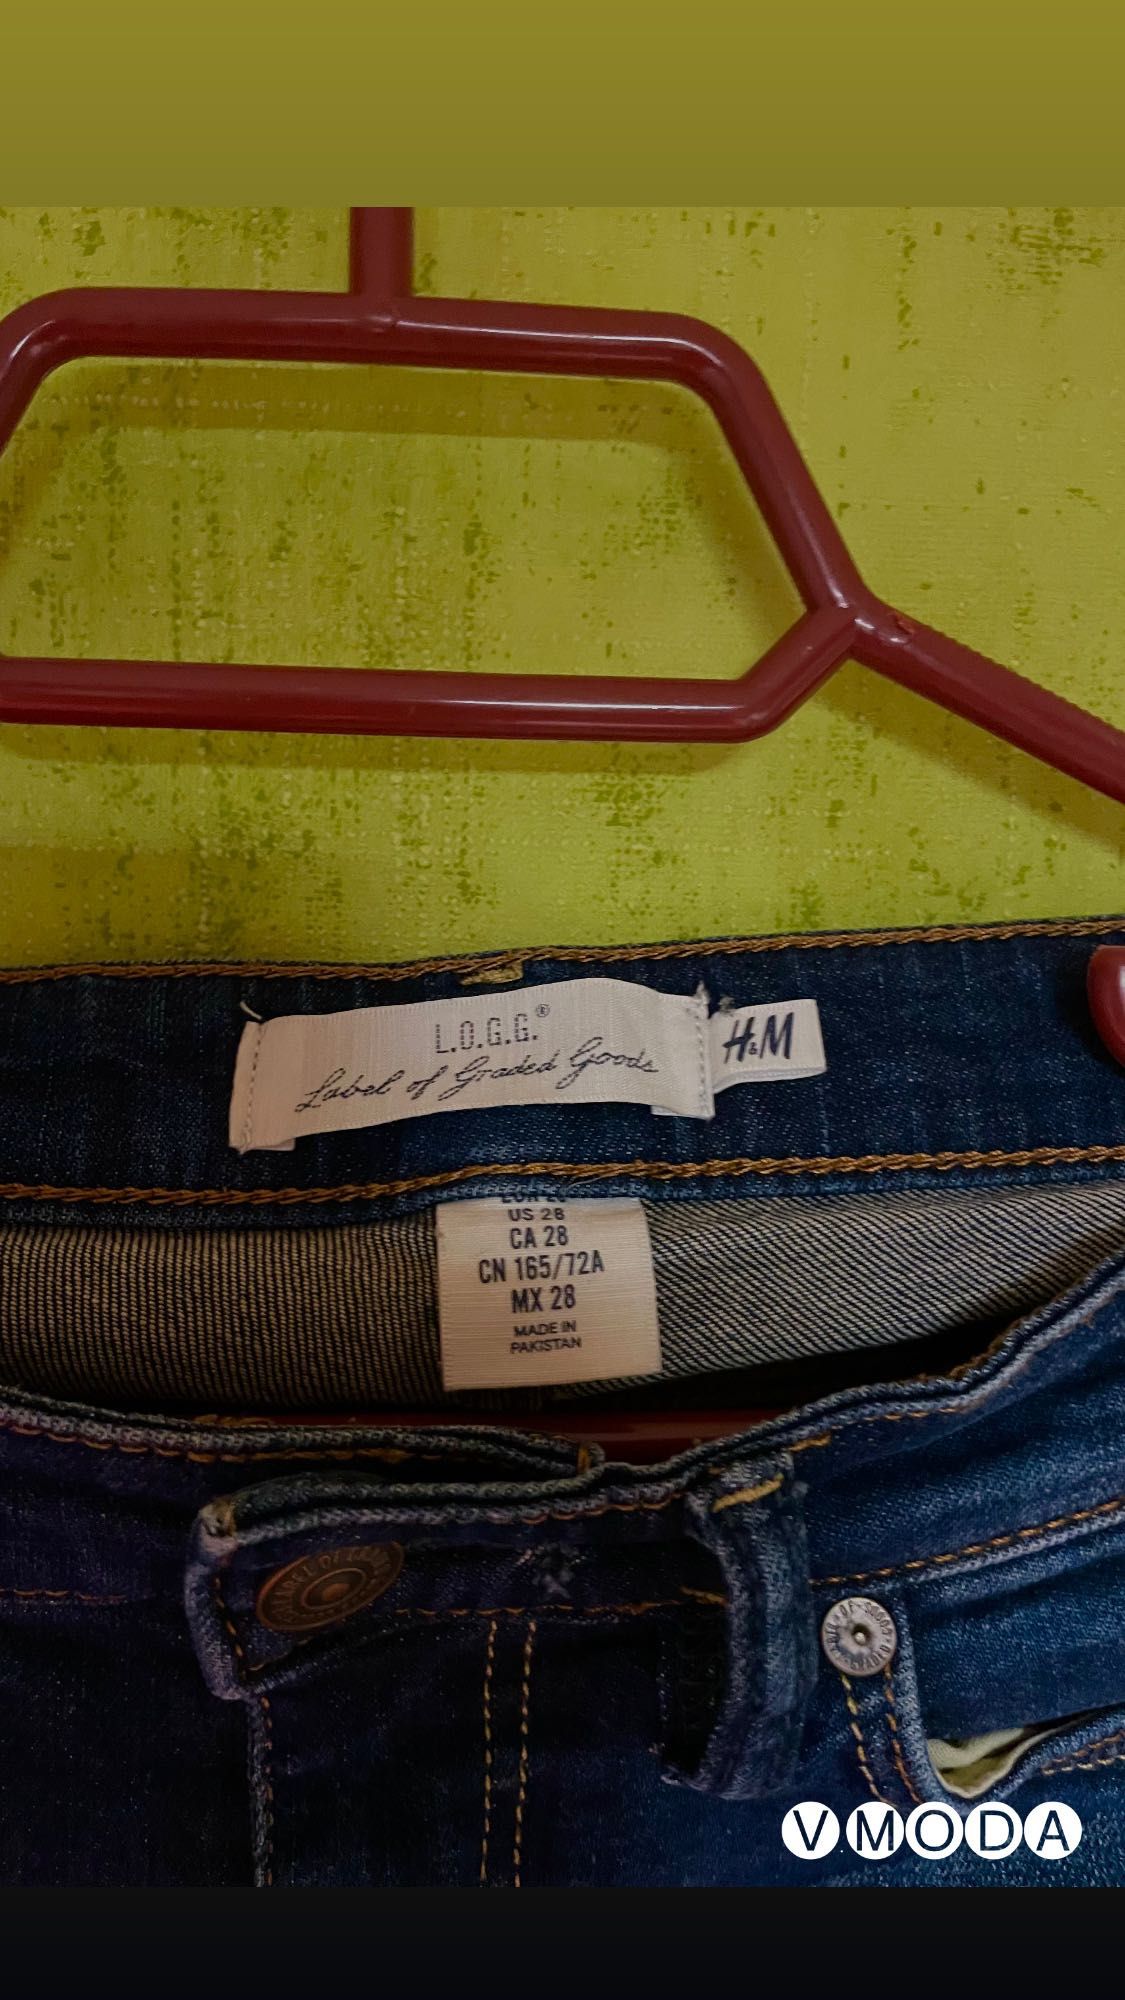 L.O.G.G.®
Label of Graded Goods
H&M
US 28
CA 28
CN 165/72A
MX 28
MADE IN
PAKISTAN
VMODA